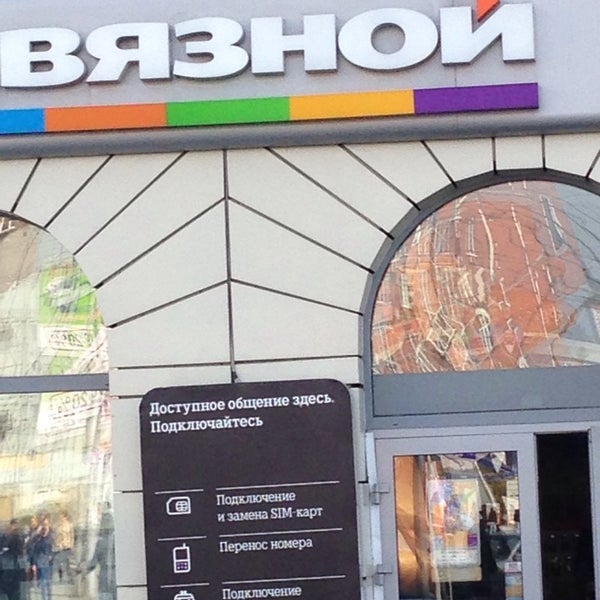 вязной
Доступное общение здесь.
Подключайтесь
Подключение
и замена SIM-карт
Перенос номера
Подключение